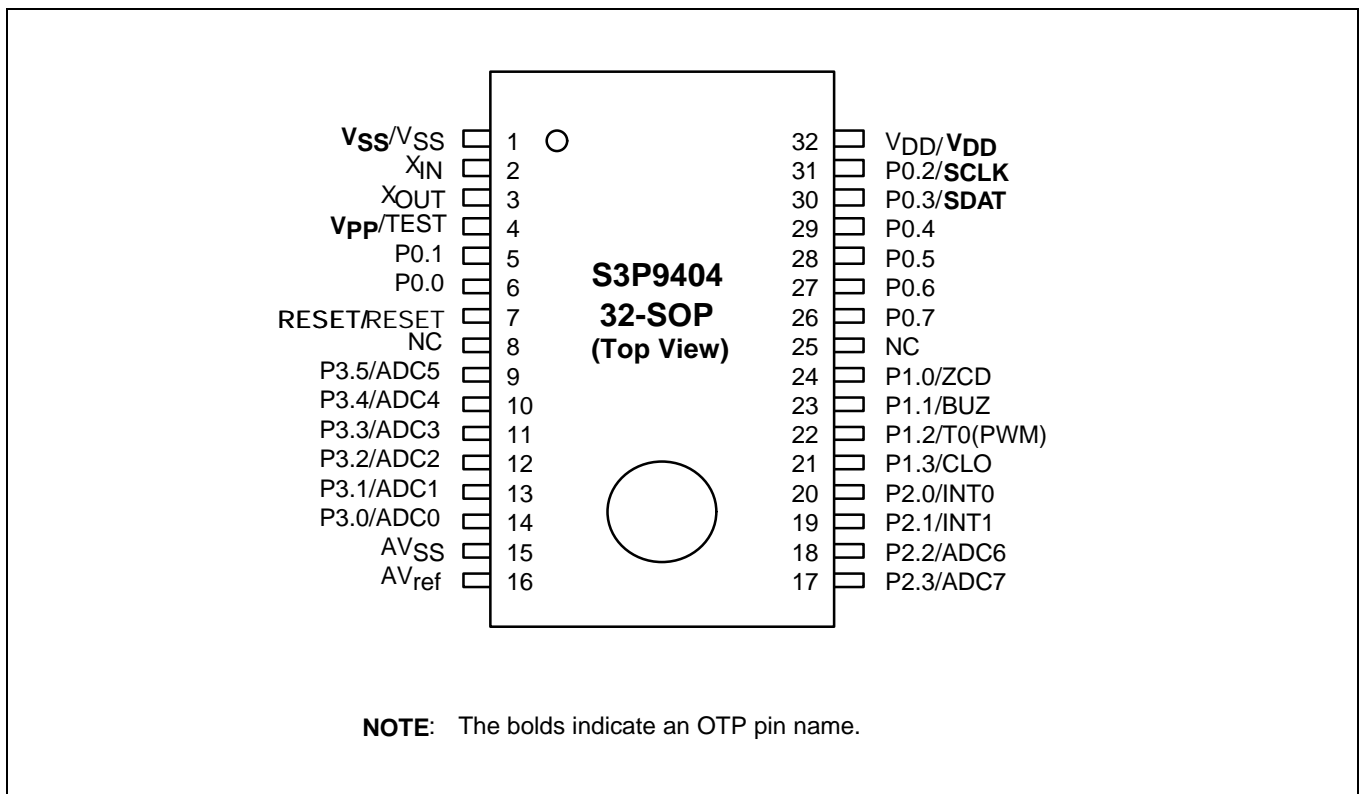 VSS/VSS 1 32 VDD/VDD
XIN 2 31 P0.2/SCLK
XOUT 3 30 P0.3/SDAT
VPP/TEST 4 29 P0.4
P0.1 5 28 P0.5
P0.0 6 27 P0.6
RESET/RESET 7 26 P0.7
NC 8 25 NC
P3.5/ADC5 9 24 P1.0/ZCD
P3.4/ADC4 10 23 P1.1/BUZ
P3.3/ADC3 11 22 P1.2/T0(PWM)
P3.2/ADC2 12 21 P1.3/CLO
P3.1/ADC1 13 20 P2.0/INT0
P3.0/ADC0 14 19 P2.1/INT1
AVSS 15 18 P2.2/ADC6
AVref 16 17 P2.3/ADC7
S3P9404
32-SOP
(Top View)
NOTE: The bolds indicate an OTP pin name.